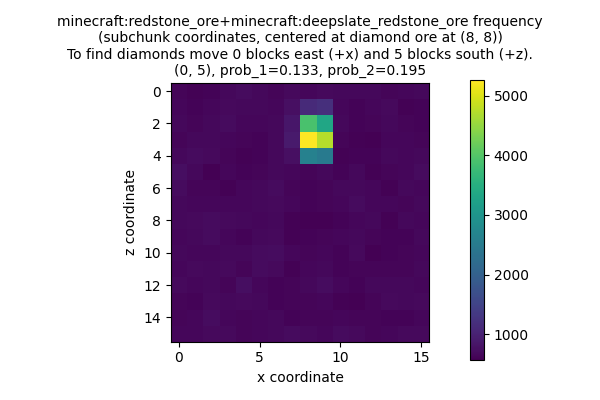 minecraft:redstone_ore+minecraft:deepslate_redstone_ore frequency
(subchunk coordinates, centered at diamond ore at (8, 8))
To find diamonds move 0 blocks east (+x) and 5 blocks south (+z).
(0, 5), prob_1=0.133, prob_2=0.195
0
2
4
6
8
10
12
14
z coordinate
0
5
10
15
x coordinate
5000
4000
3000
2000
1000